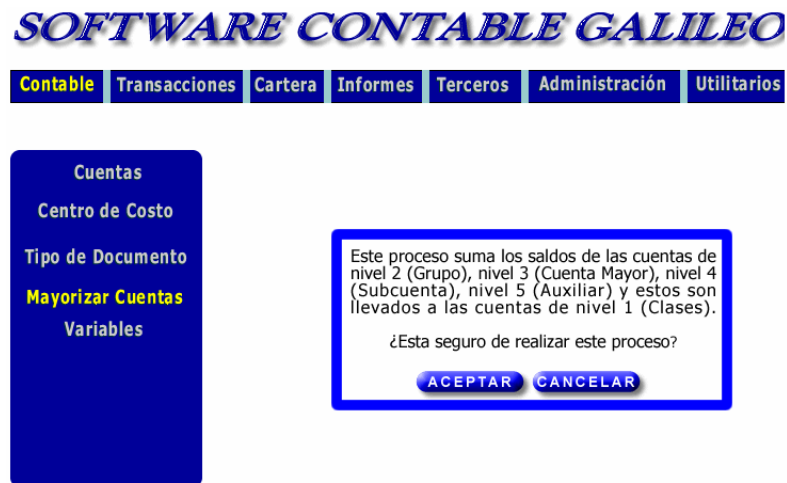 SOFTWARE CONTABLE GALILEO
Contable Transacciones Cartera Informes Terceros Administración Utilitarios
Cuentas
Centro de Costo
Tipo de Documento
Mayorizar Cuentas
Variables
Este proceso suma los saldos de las cuentas de
nivel 2 (Grupo), nivel 3 (Cuenta Mayor), nivel 4
(Subcuenta), nivel 5 (Auxiliar) y estos son
llevados a las cuentas de nivel 1 (Clases).
¿Esta seguro de realizar este proceso?
ACEPTAR CANCELAR